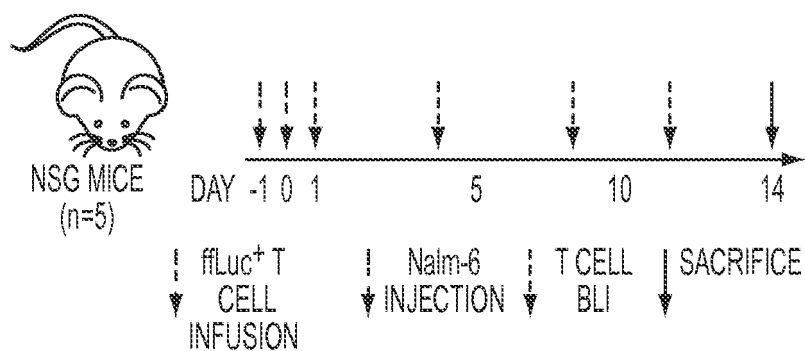 NSG MICE
(n=5)
DAY -1 0 1 5 10 14
ffLuc+ T
CELL
INFUSION
Nalm-6
INJECTION
T CELL
BLI
SACRIFICE